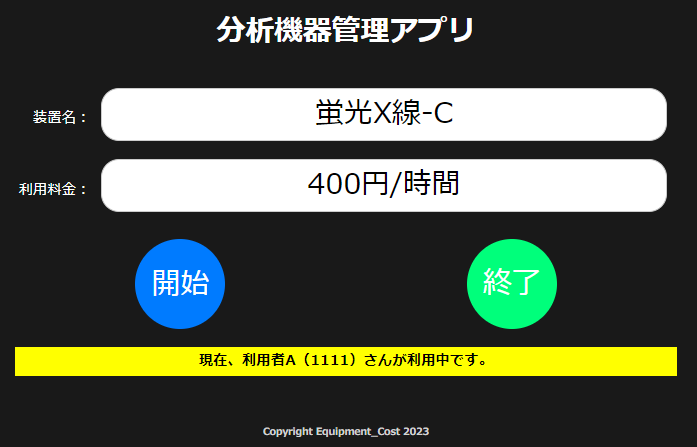 分析機器管理アプリ
装置名： 蛍光X線-C
利用料金： 400円/時間
開始 終了
現在、利用者A（1111）さんが利用中です。
Copyright Equipment_Cost 2023